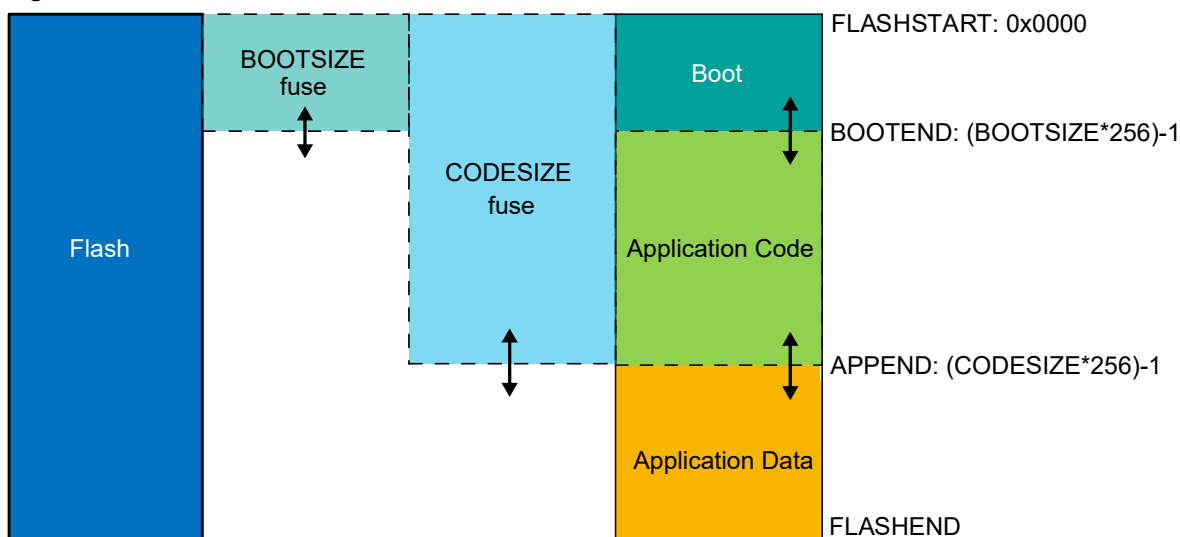 FLASHSTART: 0x0000
BOOTSIZE
fuse
Boot
BOOTEND: (BOOTSIZE*256)-1
CODESIZE
fuse
Flash
Application Code
APPEND: (CODESIZE*256)-1
Application Data
FLASHEND